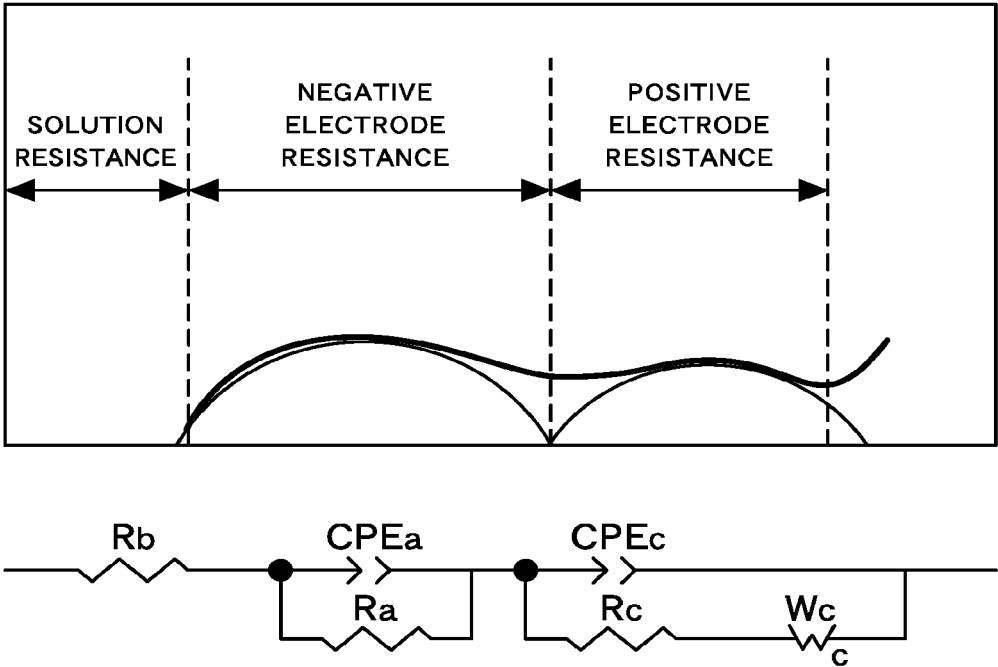 SOLUTION
RESISTANCE
NEGATIVE
ELECTRODE
RESISTANCE
POSITIVE
ELECTRODE
RESISTANCE
Rb
CPEa
Ra
CPEc
Rc
Wc
c